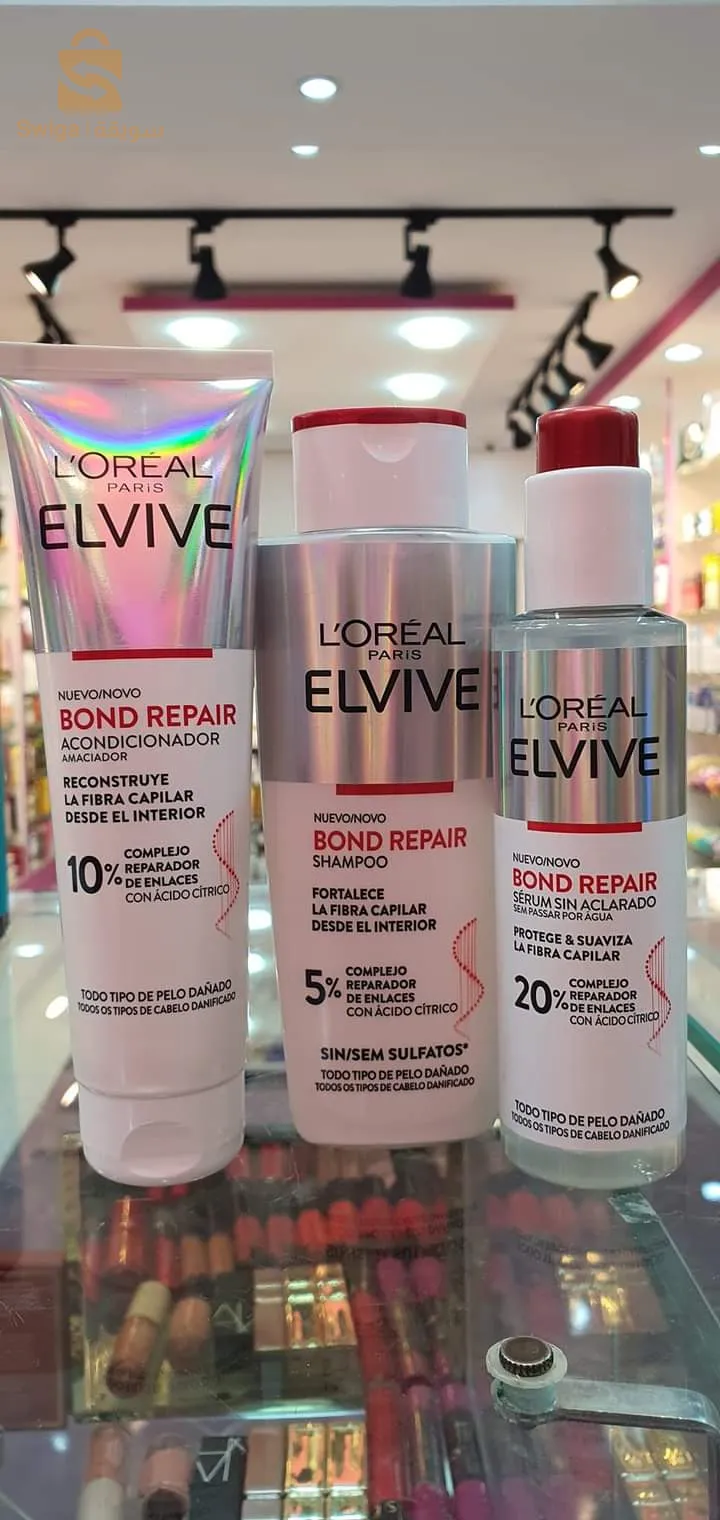 L'ORÉAL
PARIS
ELVIVE
NUEVO/NOVO
BOND REPAIR
ACONDICIONADOR
AMACIADOR
RECONSTRUYE
LA FIBRA CAPILAR
DESDE EL INTERIOR
10% COMPLEJO
REPARADOR
DE ENLACES
CON ÁCIDO CÍTRICO
TODO TIPO DE PELO DAÑADO
TODOS OS TIPOS DE CABELO DANIFICADO
L'ORÉAL
PARIS
ELVIVE
NUEVO/NOVO
BOND REPAIR
SHAMPOO
FORTALECE
LA FIBRA CAPILAR
DESDE EL INTERIOR
5% COMPLEJO
REPARADOR
DE ENLACES
CON ÁCIDO CÍTRICO
SIN/SEM SULFATOS*
TODO TIPO DE PELO DAÑADO
TODOS OS TIPOS DE CABELO DANIFICADO
L'ORÉAL
PARIS
ELVIVE
NUEVO/NOVO
BOND REPAIR
SÉRUM SIN ACLARADO
SEM PASSAR POR ÁGUA
PROTEGE & SUAVIZA
LA FIBRA CAPILAR
20% COMPLEJO
REPARADOR
DE ENLACES
CON ÁCIDO CÍTRICO
TODO TIPO DE PELO DAÑADO
TODOS OS TIPOS DE CABELO DANIFICADO